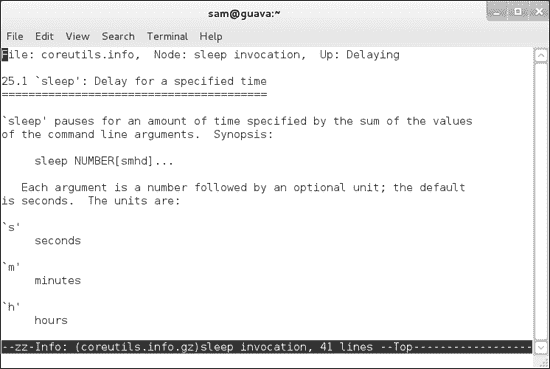 sam@guava:~
File Edit View Search Terminal Help
File: coreutils.info,  Node: sleep invocation,  Up: Delaying
25.1 `sleep': Delay for a specified time
========================================
`sleep' pauses for an amount of time specified by the sum of the values
of the command line arguments.  Synopsis:
sleep NUMBER[smhd]...
Each argument is a number followed by an optional unit; the default
is seconds.  The units are:
`s'
seconds
`m'
minutes
`h'
hours
--zz-Info: (coreutils.info.gz)sleep invocation, 41 lines --Top-----------------